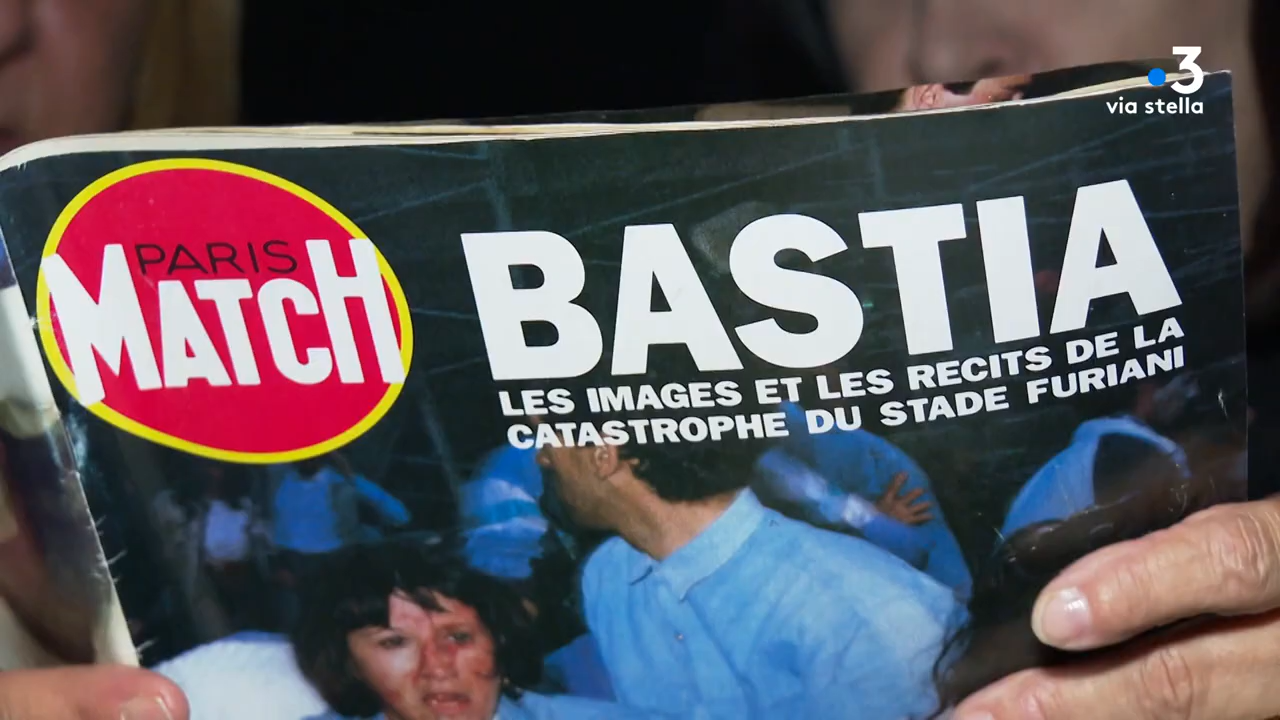 3
via stella
PARIS
MATCH
BASTIA
LES IMAGES ET LES RECITS DE LA
CATASTROPHE DU STADE FURIANI